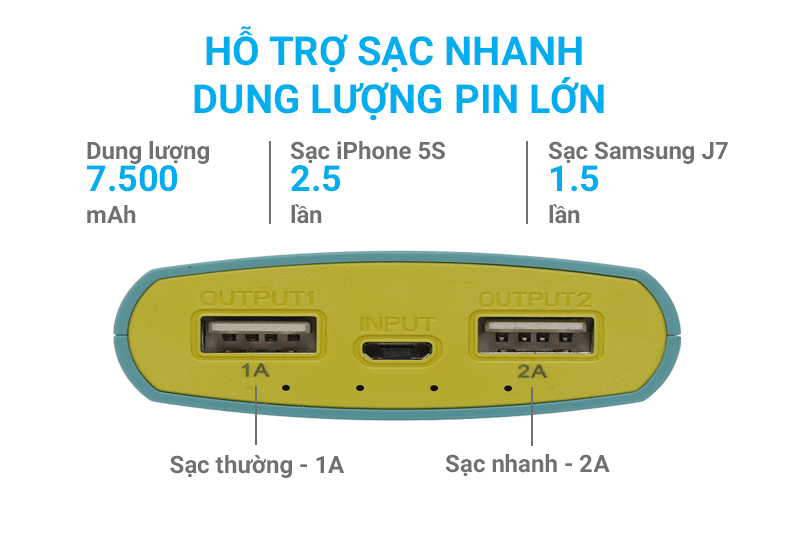 HỖ TRỢ SẠC NHANH
DUNG LƯỢNG PIN LỚN
Dung lượng
7.500
mAh
Sạc iPhone 5S
2.5
lần
Sạc Samsung J7
1.5
lần
OUTPUT1
INPUT
OUTPUT2
1A
2A
Sạc thường - 1A
Sạc nhanh - 2A